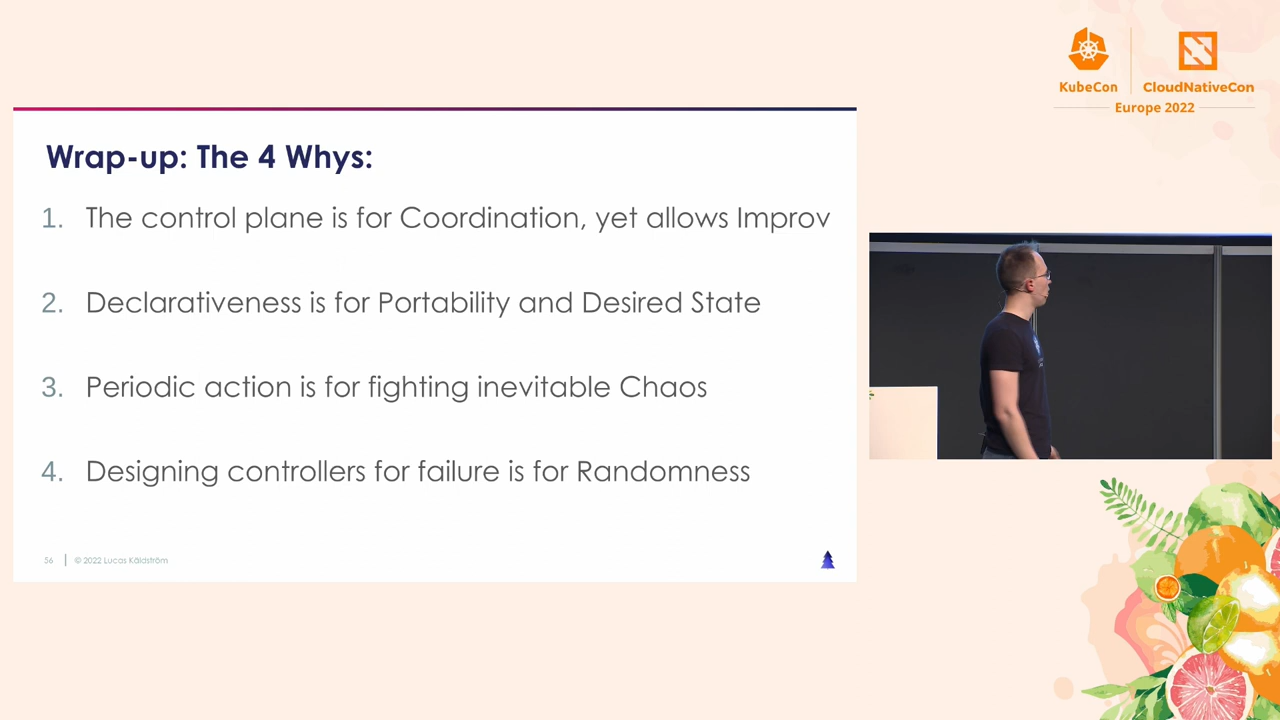 KubeCon
CloudNativeCon
Europe 2022
Wrap-up: The 4 Whys:
1. The control plane is for Coordination, yet allows Improv
2. Declarativeness is for Portability and Desired State
3. Periodic action is for fighting inevitable Chaos
4. Designing controllers for failure is for Randomness
56 | © 2022 Lucas Käldström